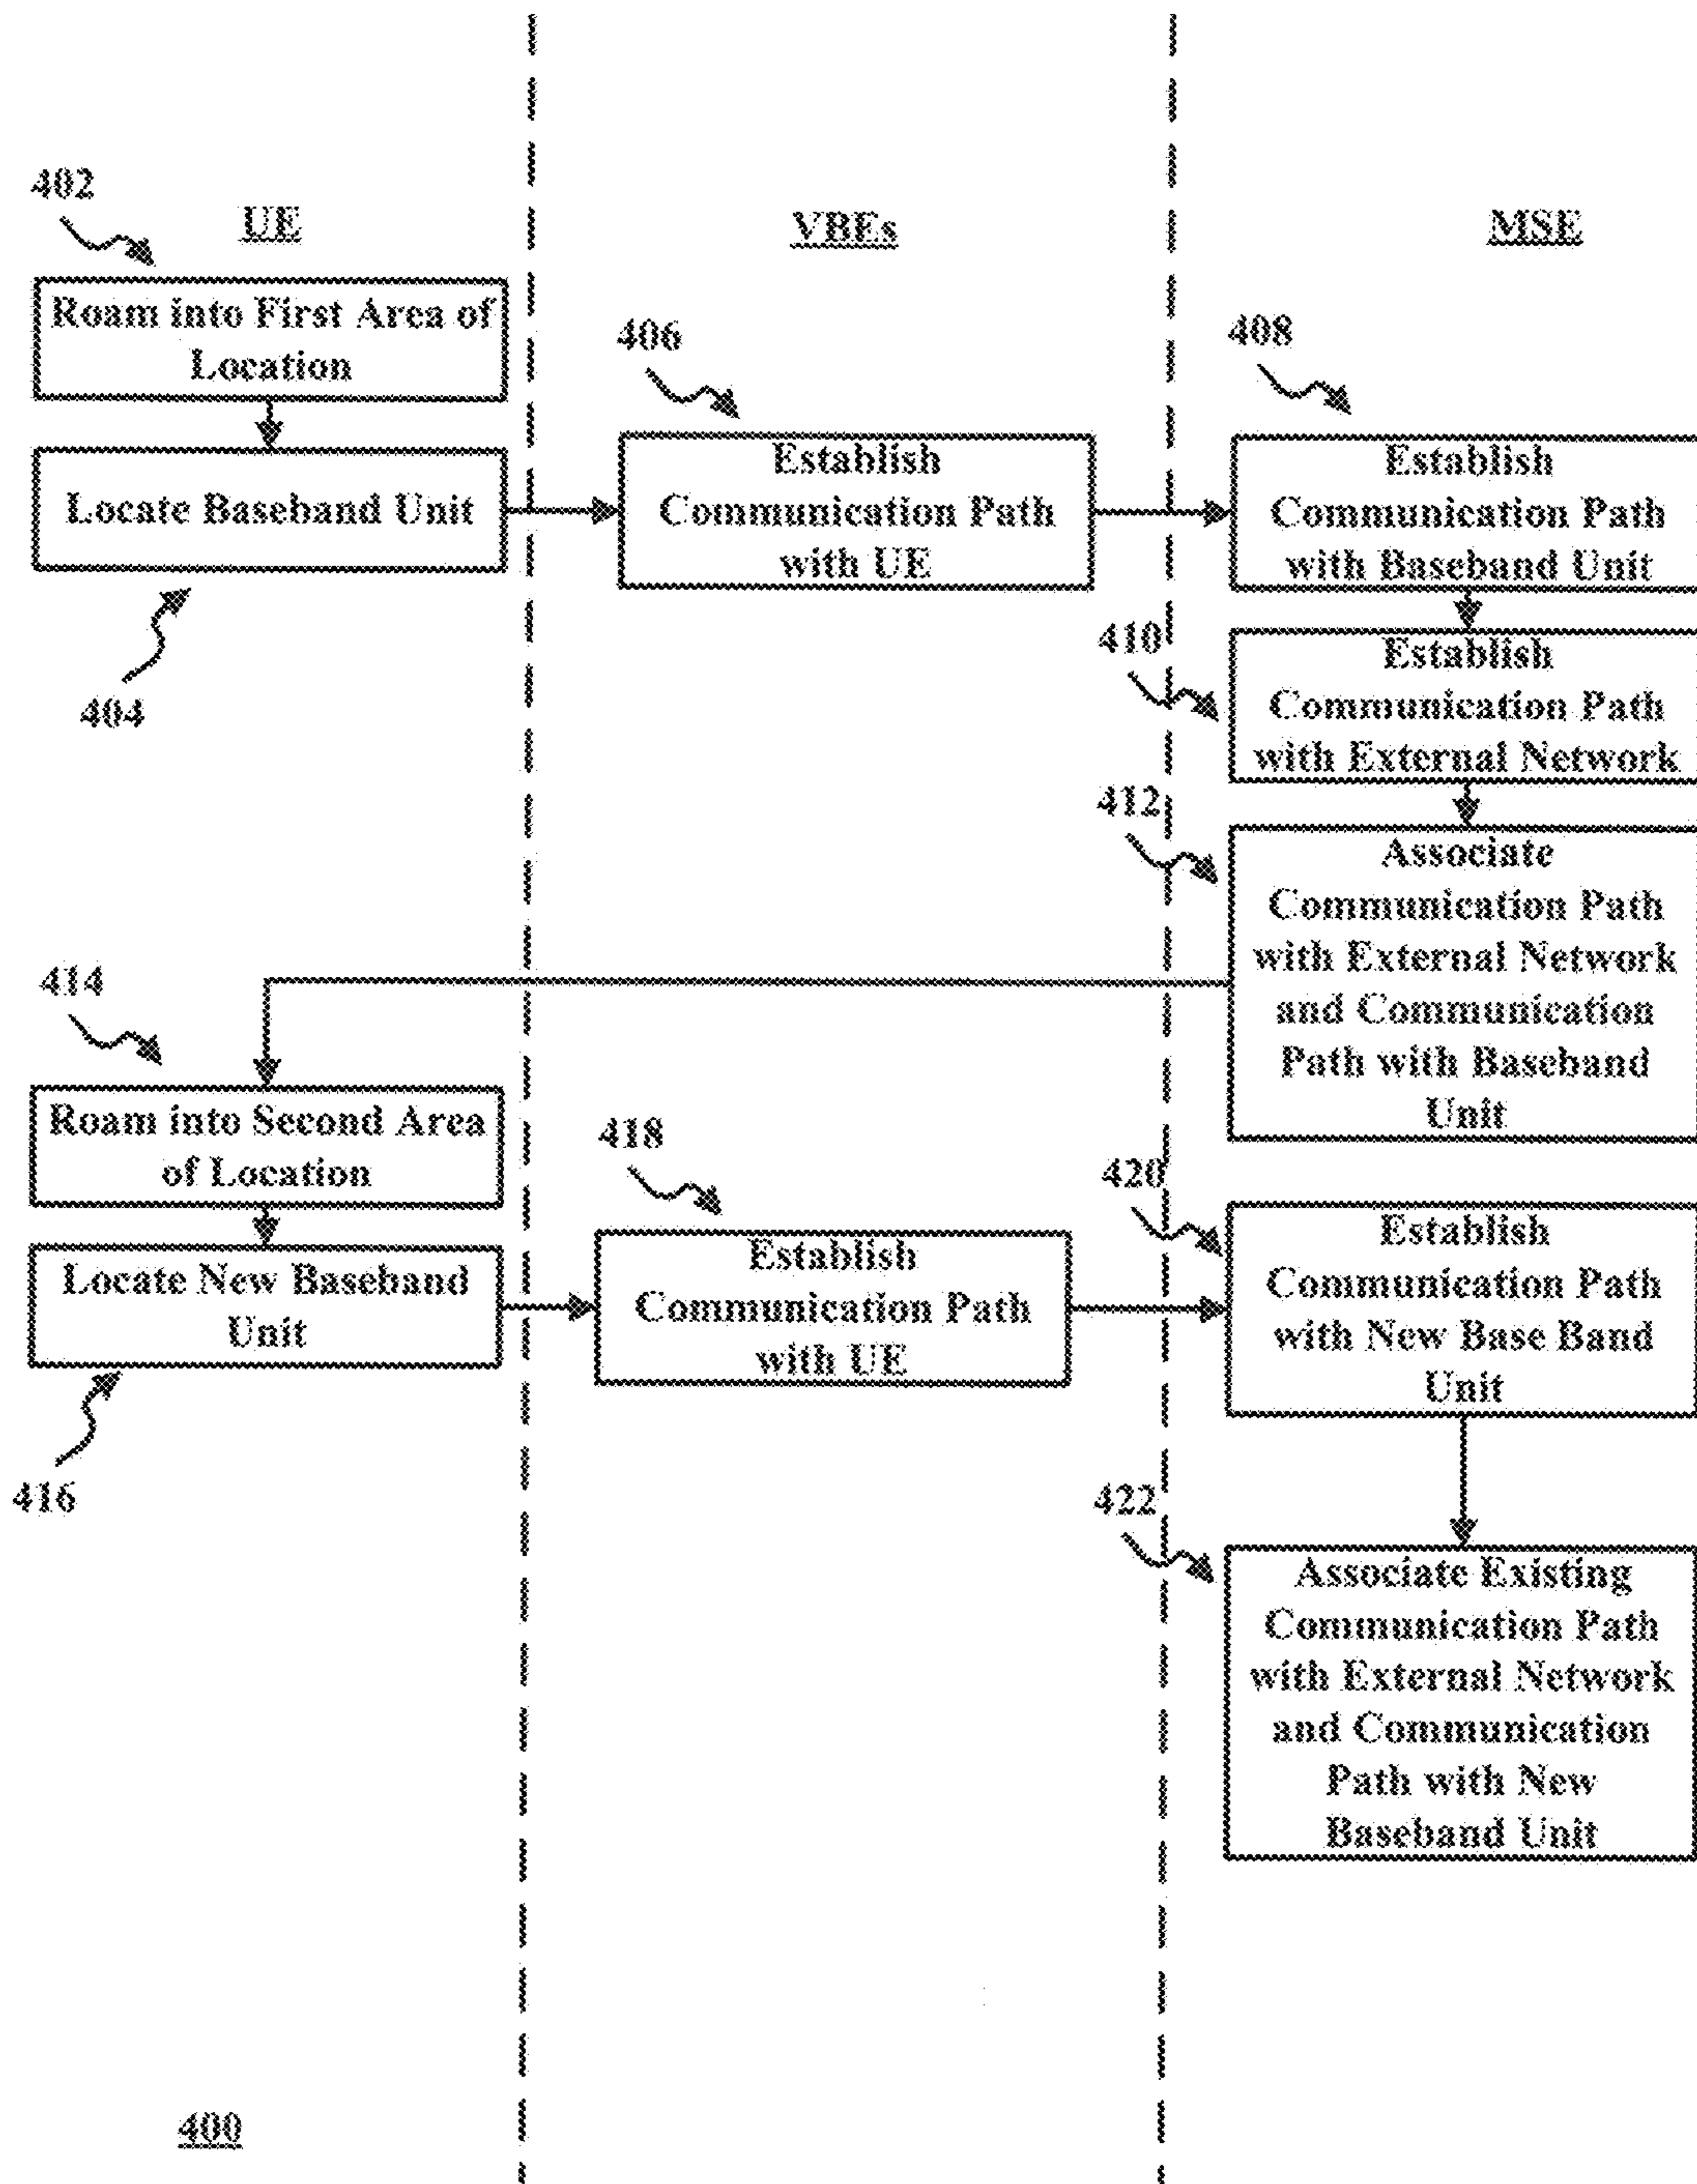 402
UE
VBEs
MSE
Roam into First Area of
Location
406
408
Locate Baseband Unit
404
Establish
Communication Path
with UE
Establish
Communication Path
with Baseband Unit
410
Establish
Communication Path
with External Network
412
Associate
Communication Path
with External Network
and Communication
Path with Baseband
Unit
414
Roam into Second Area
of Location
418
420
Locate New Baseband
Unit
416
Establish
Communication Path
with UE
Establish
Communication Path
with New Base Band
Unit
422
Associate Existing
Communication Path
with External Network
and Communication
Path with New
Baseband Unit
400